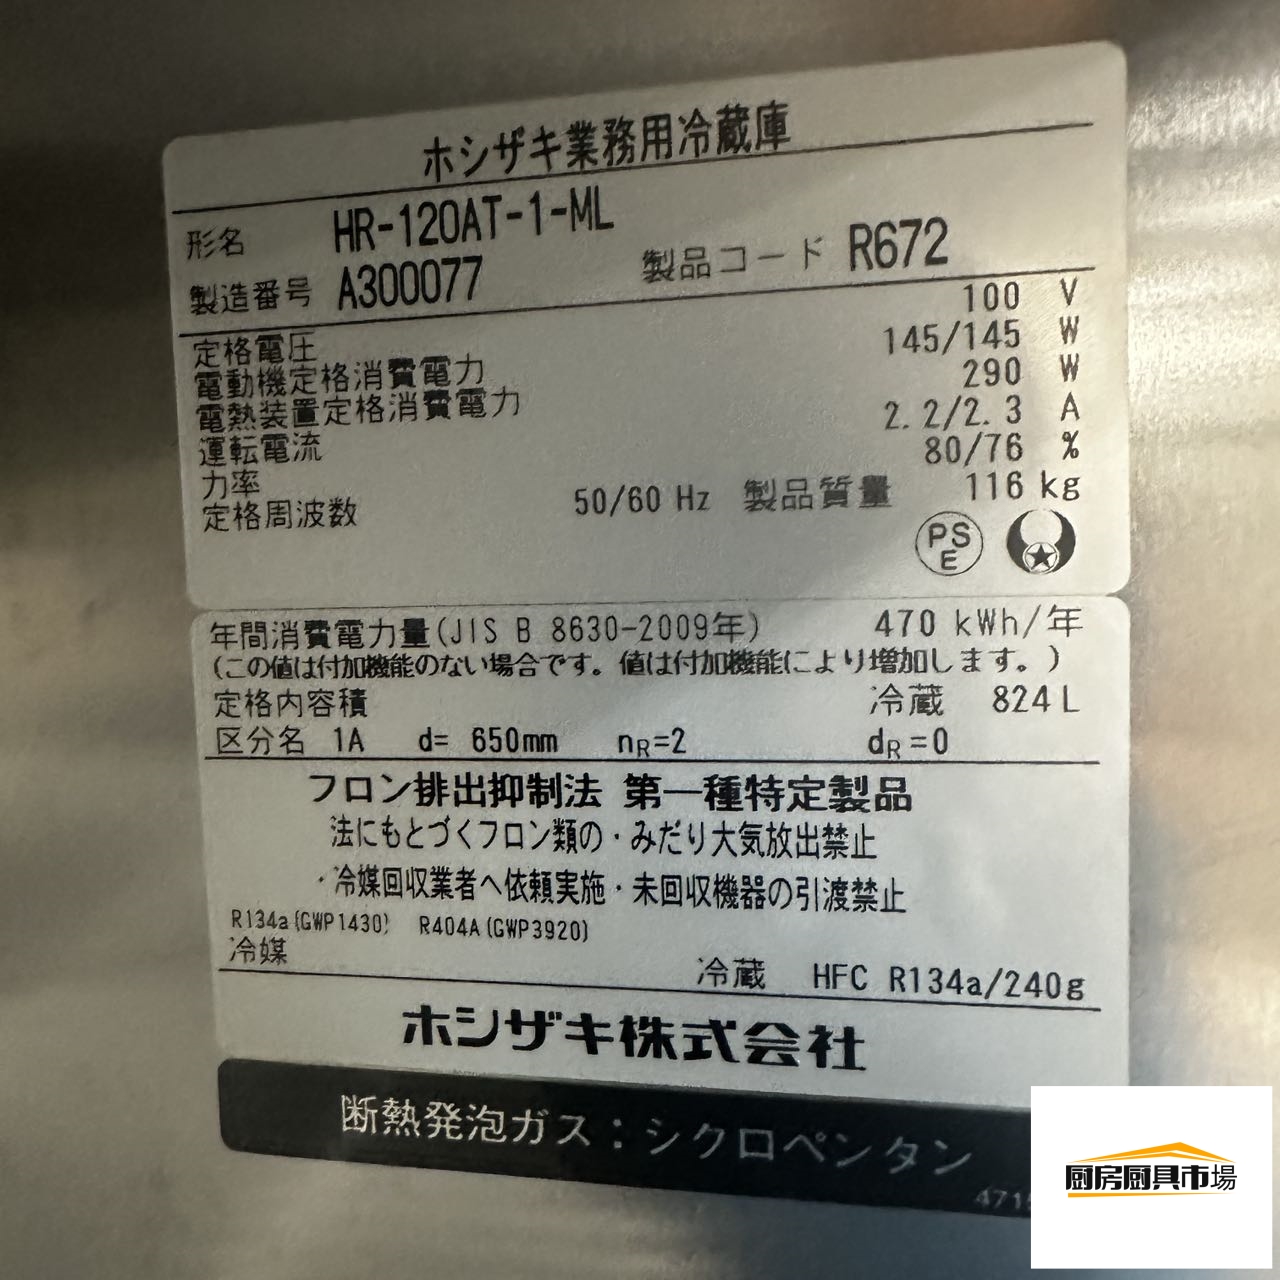 ホシザキ業務用冷蔵庫
形名 HR-120AT-1-ML
製造番号 A300077 製品コード R672
定格電圧 100 V
電動機定格消費電力 145/145 W
電熱装置定格消費電力 290 W
運転電流 2.2/2.3 A
力率 80/76 %
定格周波数 50/60 Hz 製品質量 116 kg
PSE
年間消費電力量(JIS B 8630-2009年) 470 kWh/年
(この値は付加機能のない場合です。値は付加機能により増加します。)
定格内容積 冷蔵 824 L
区分名 1A d= 650mm nR=2 dR=0
フロン排出抑制法 第一種特定製品
法にもとづくフロン類の・みだり大気放出禁止
・冷媒回収業者へ依頼実施・未回収機器の引渡禁止
R134a(GWP1430) R404A(GWP3920)
冷媒
冷蔵 HFC R134a/240g
ホシザキ株式会社
断熱発泡ガス:シクロペンタン
厨房厨具市場